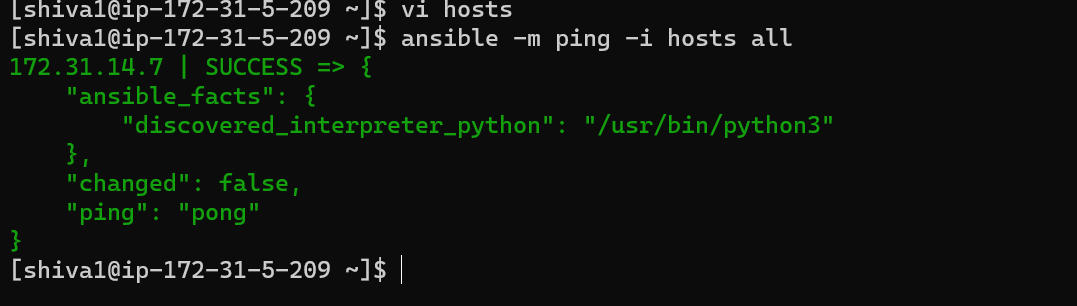 [shiva1@ip-172-31-5-209 ~]$ vi hosts
[shiva1@ip-172-31-5-209 ~]$ ansible -m ping -i hosts all
172.31.14.7 | SUCCESS => {
    "ansible_facts": {
        "discovered_interpreter_python": "/usr/bin/python3"
    },
    "changed": false,
    "ping": "pong"
}
[shiva1@ip-172-31-5-209 ~]$